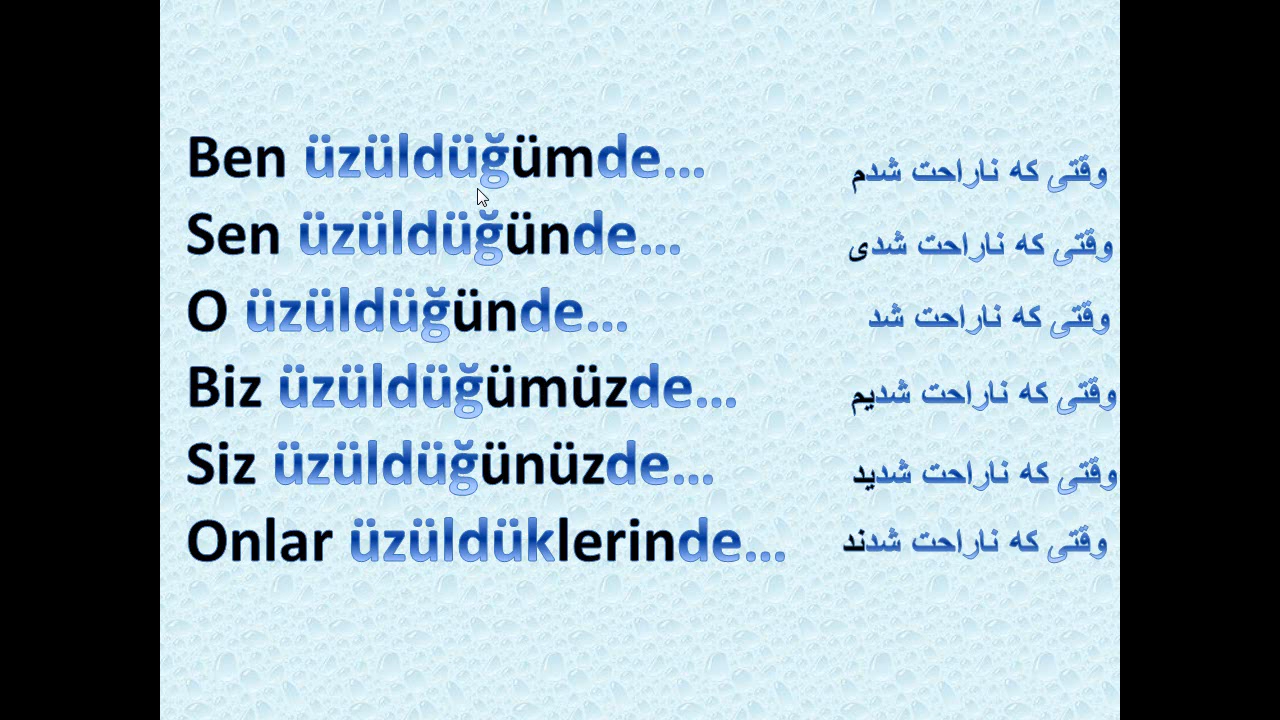 Ben üzüldüğümde... وقتی که ناراحت شدم
Sen üzüldüğünde... وقتی که ناراحت شدی
O üzüldüğünde... وقتی که ناراحت شد
Biz üzüldüğümüzde... وقتی که ناراحت شدیم
Siz üzüldüğünüzde... وقتی که ناراحت شدید
Onlar üzüldüklerinde... وقتی که ناراحت شدند